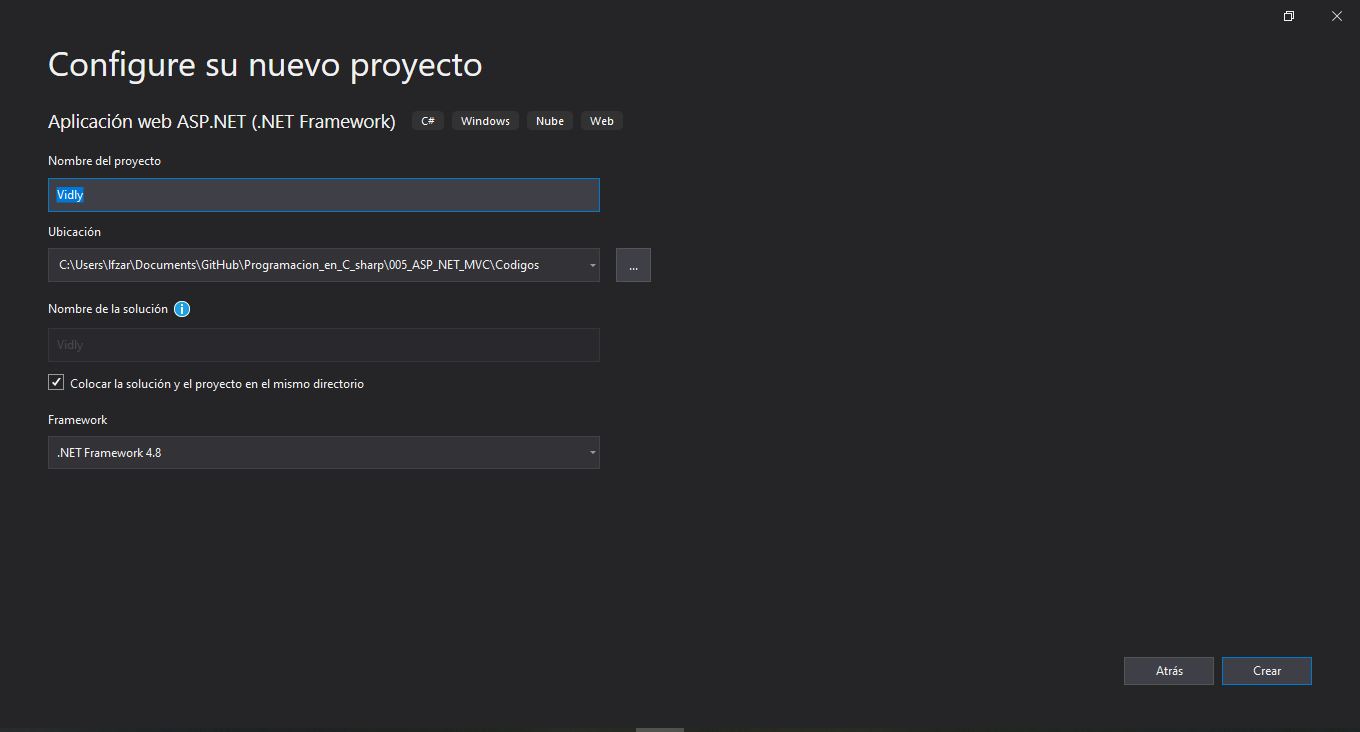 Configure su nuevo proyecto
Aplicación web ASP.NET (.NET Framework) C# Windows Nube Web
Nombre del proyecto
Vidly
Ubicación
C:\Users\lfzar\Documents\GitHub\Programacion_en_C_sharp\005_ASP_NET_MVC\Codigos ...
Nombre de la solución
Vidly
Colocar la solución y el proyecto en el mismo directorio
Framework
.NET Framework 4.8
Atrás Crear